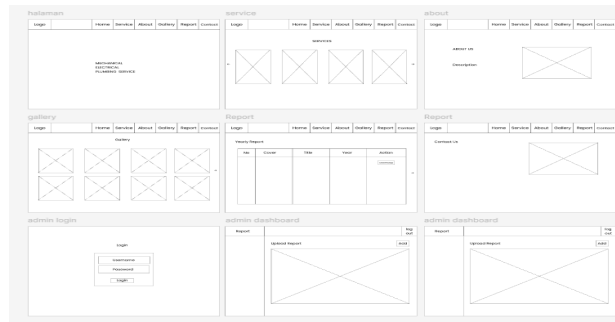 halaman
service
about
Logo Home Service About Gallery Report Contact
Logo Home Service About Gallery Report Contact
Logo Home Service About Gallery Report Contact
MECHANICAL
ELECTRICAL
PLUMBING SERVICE
SERVICES
ABOUT US
Description
gallery
Report
Report
Logo Home Service About Gallery Report Contact
Logo Home Service About Gallery Report Contact
Logo Home Service About Gallery Report Contact
Gallery
Yearly Report
No Cover Title Year Action
Contact Us
admin login
admin dashboard
admin dashboard
Login
Username
Password
Login
Report
log
out
Upload Report
Add
Report
log
out
Upload Report
Add